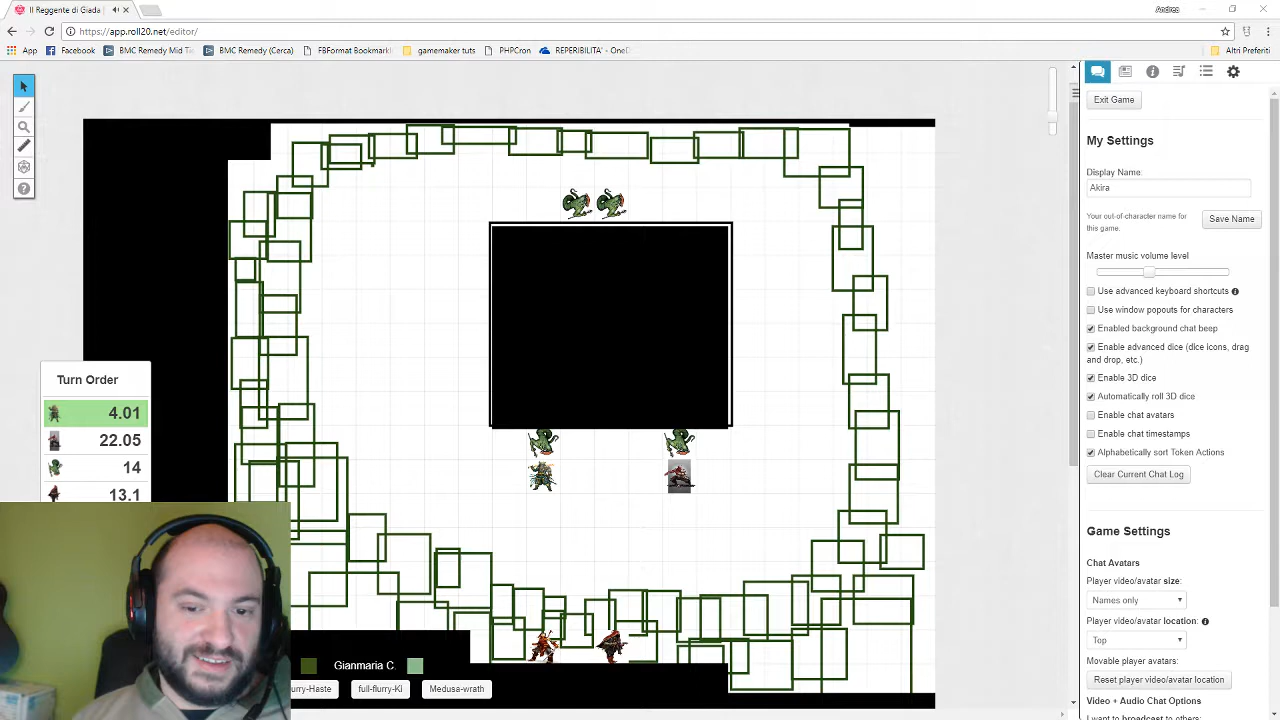 Il Reggente di Giada
Andrea
https://app.roll20.net/editor/
App
Facebook
BMC Remedy Mid Ti
BMC Remedy (Cerca)
FBFormat Bookmarkl
gamemaker tuts
PHPCron
REPERIBILITA' - OneD
Altri Preferiti
Exit Game
My Settings
Display Name:
Akira
Your out-of-character name for
this game.
Save Name
Master music volume level
Use advanced keyboard shortcuts
Use window popouts for characters
Enabled background chat beep
Enable advanced dice (dice icons, drag
and drop, etc.)
Enable 3D dice
Automatically roll 3D dice
Enable chat avatars
Enable chat timestamps
Alphabetically sort Token Actions
Clear Current Chat Log
Game Settings
Chat Avatars
Player video/avatar size:
Names only
Player video/avatar location:
Top
Movable player avatars:
Reset player video/avatar location
Video + Audio Chat Options
I want to broadcast to others:
Turn Order
4.01
22.05
14
13.1
Gianmaria C.
urry-Haste
full-flurry-KI
Medusa-wrath